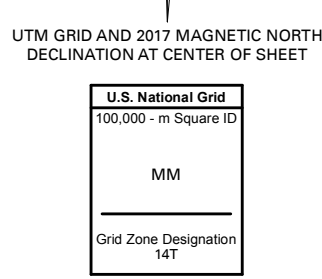 UTM GRID AND 2017 MAGNETIC NORTH
DECLINATION AT CENTER OF SHEET
U.S. National Grid
100,000 - m Square ID
MM
Grid Zone Designation
14T